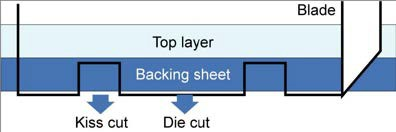 Blade
Top layer
Backing sheet
Kiss cut
Die cut